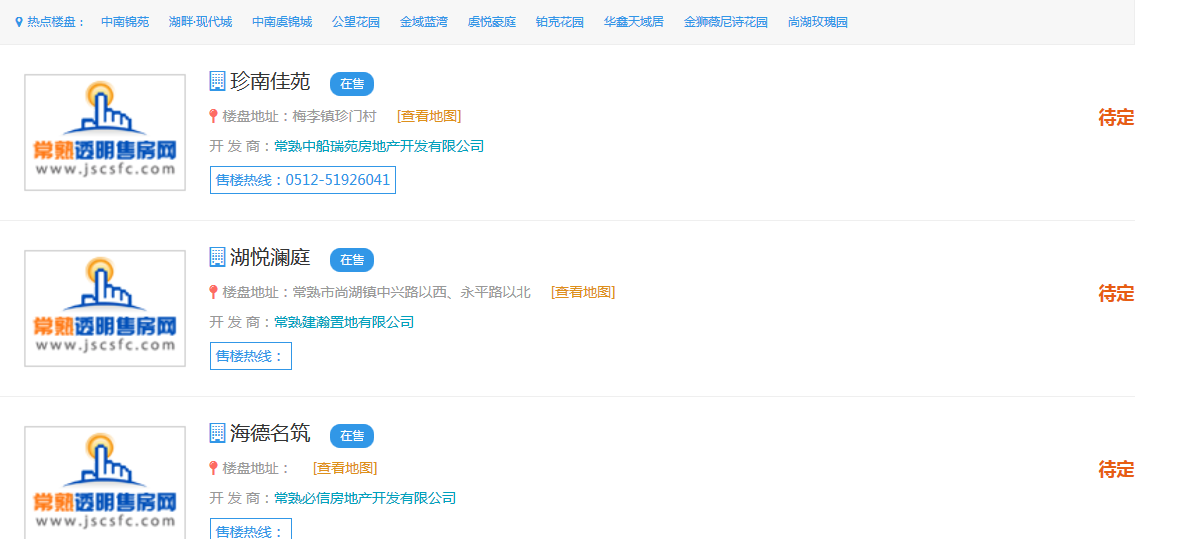 热点楼盘： 中南锦苑 湖畔·现代城 中南虞锦城 公望花园 金域蓝湾 虞悦豪庭 铂克花园 华鑫天域居 金狮薇尼诗花园 尚湖玫瑰园
常熟透明售房网
www.jscsfc.com
珍南佳苑 在售
楼盘地址：梅李镇珍门村 [查看地图]
待定
开 发 商：常熟中船瑞苑房地产开发有限公司
售楼热线：0512-51926041
常熟透明售房网
www.jscsfc.com
湖悦澜庭 在售
楼盘地址：常熟市尚湖镇中兴路以西、永平路以北 [查看地图]
待定
开 发 商：常熟建瀚置地有限公司
售楼热线：
常熟透明售房网
www.jscsfc.com
海德名筑 在售
楼盘地址： [查看地图]
待定
开 发 商：常熟必信房地产开发有限公司
售楼热线：